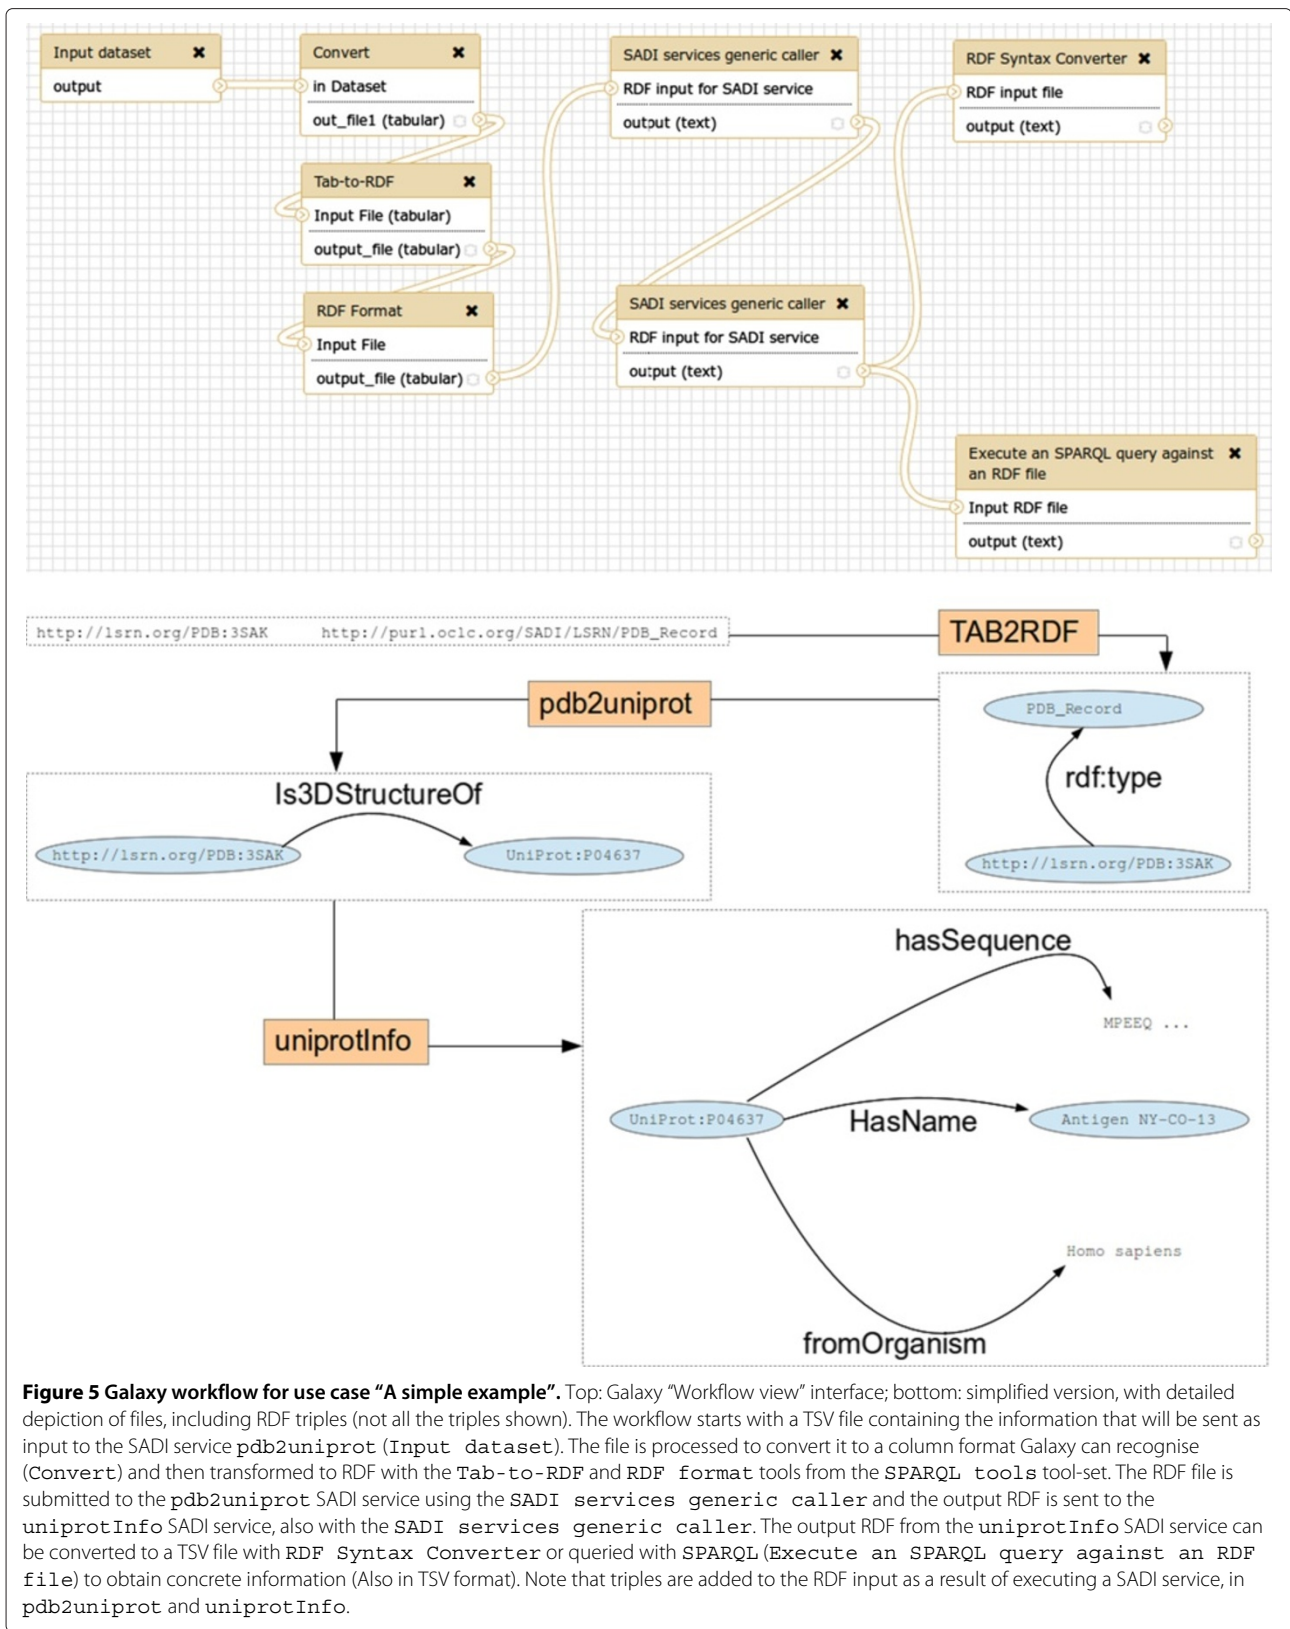 Input dataset ✖
output
Convert ✖
in Dataset
out_file1 (tabular)
Tab-to-RDF ✖
Input File (tabular)
output_file (tabular)
RDF Format ✖
Input File
output_file (tabular)
SADI services generic caller ✖
RDF input for SADI service
output (text)
SADI services generic caller ✖
RDF input for SADI service
output (text)
RDF Syntax Converter ✖
RDF input file
output (text)
Execute an SPARQL query against ✖
an RDF file
Input RDF file
output (text)
http://lsrn.org/PDB:3SAK http://purl.oclc.org/SADI/LSRN/PDB_Record
TAB2RDF
pdb2uniprot
PDB_Record
rdf:type
http://lsrn.org/PDB:3SAK
Is3DStructureOf
http://lsrn.org/PDB:3SAK
UniProt:P04637
uniprotInfo
hasSequence
MPEEQ ...
UniProt:P04637
HasName
Antigen NY-CO-13
Homo sapiens
fromOrganism
Figure 5 Galaxy workflow for use case “A simple example”. Top: Galaxy “Workflow view” interface; bottom: simplified version, with detailed
depiction of files, including RDF triples (not all the triples shown). The workflow starts with a TSV file containing the information that will be sent as
input to the SADI service pdb2uniprot (Input dataset). The file is processed to convert it to a column format Galaxy can recognise
(Convert) and then transformed to RDF with the Tab-to-RDF and RDF format tools from the SPARQL tools tool-set. The RDF file is
submitted to the pdb2uniprot SADI service using the SADI services generic caller and the output RDF is sent to the
uniprotInfo SADI service, also with the SADI services generic caller. The output RDF from the uniprotInfo SADI service can
be converted to a TSV file with RDF Syntax Converter or queried with SPARQL (Execute an SPARQL query against an RDF
file) to obtain concrete information (Also in TSV format). Note that triples are added to the RDF input as a result of executing a SADI service, in
pdb2uniprot and uniprotInfo.